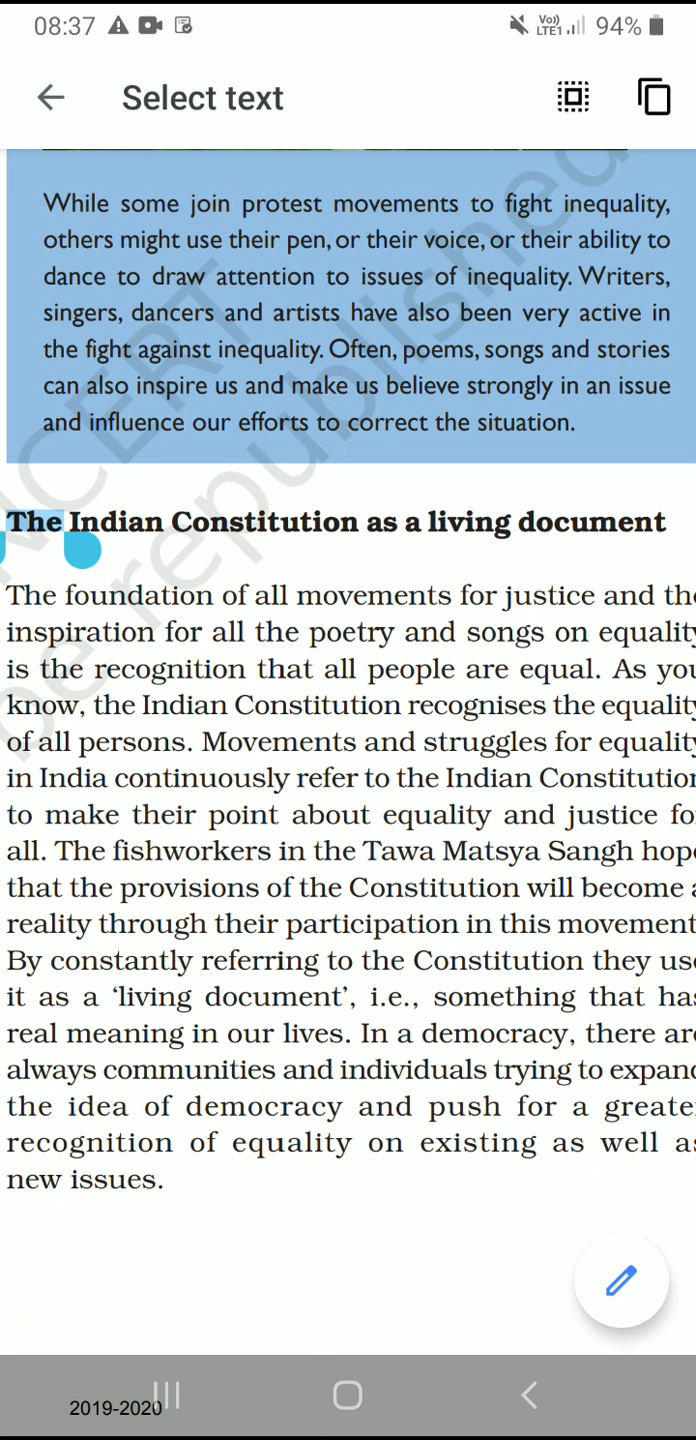 08:37 Vo)) LTE1 94%
Select text
While some join protest movements to fight inequality,
others might use their pen, or their voice, or their ability to
dance to draw attention to issues of inequality. Writers,
singers, dancers and artists have also been very active in
the fight against inequality. Often, poems, songs and stories
can also inspire us and make us believe strongly in an issue
and influence our efforts to correct the situation.
NCERT
be republished
The Indian Constitution as a living document
The foundation of all movements for justice and the
inspiration for all the poetry and songs on equality
is the recognition that all people are equal. As you
know, the Indian Constitution recognises the equality
of all persons. Movements and struggles for equality
in India continuously refer to the Indian Constitution
to make their point about equality and justice for
all. The fishworkers in the Tawa Matsya Sangh hope
that the provisions of the Constitution will become a
reality through their participation in this movement
By constantly referring to the Constitution they use
it as a ‘living document’, i.e., something that has
real meaning in our lives. In a democracy, there are
always communities and individuals trying to expand
the idea of democracy and push for a greater
recognition of equality on existing as well as
new issues.
2019-2020